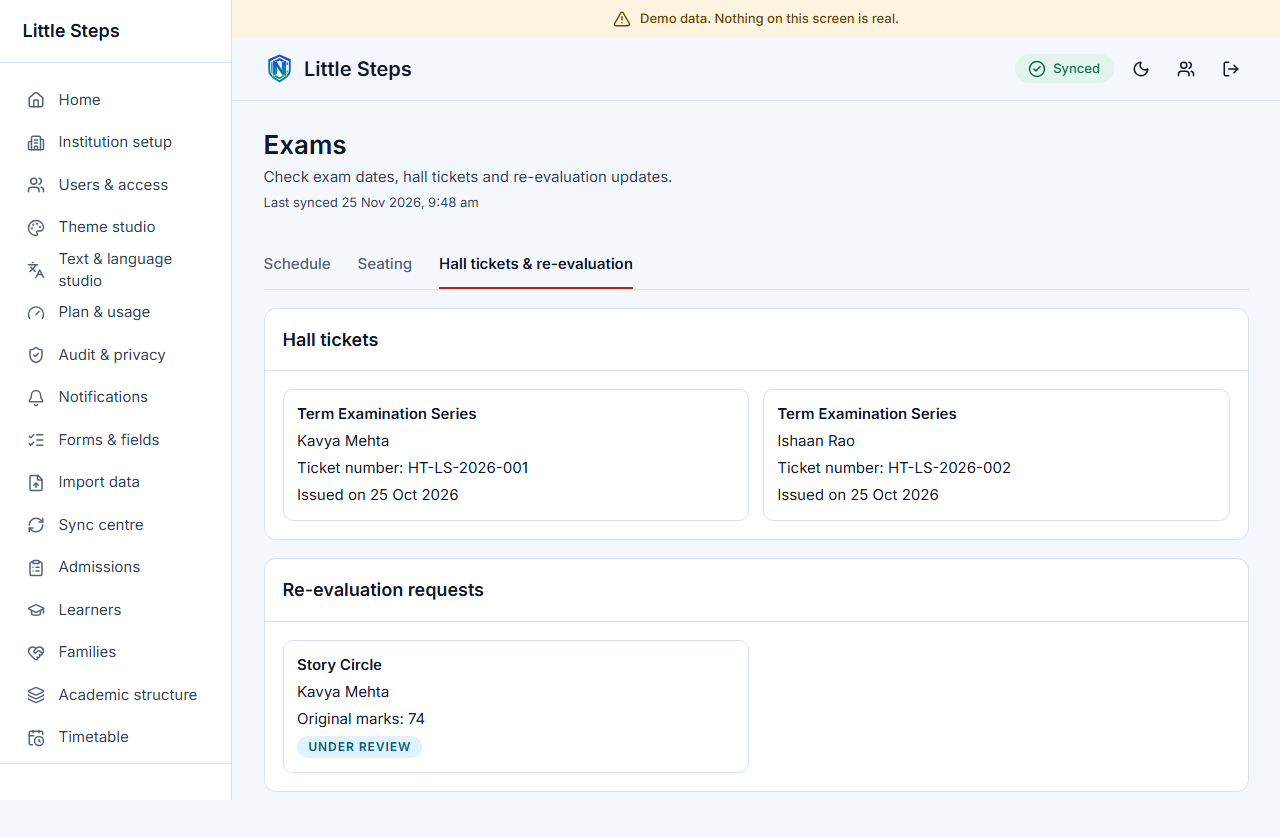 Little Steps
Home
Institution setup
Users & access
Theme studio
Text & language
studio
Plan & usage
Audit & privacy
Notifications
Forms & fields
Import data
Sync centre
Admissions
Learners
Families
Academic structure
Timetable
Demo data. Nothing on this screen is real.
Little Steps
Synced
Exams
Check exam dates, hall tickets and re-evaluation updates.
Last synced 25 Nov 2026, 9:48 am
Schedule
Seating
Hall tickets & re-evaluation
Hall tickets
Term Examination Series
Kavya Mehta
Ticket number: HT-LS-2026-001
Issued on 25 Oct 2026
Term Examination Series
Ishaan Rao
Ticket number: HT-LS-2026-002
Issued on 25 Oct 2026
Re-evaluation requests
Story Circle
Kavya Mehta
Original marks: 74
UNDER REVIEW